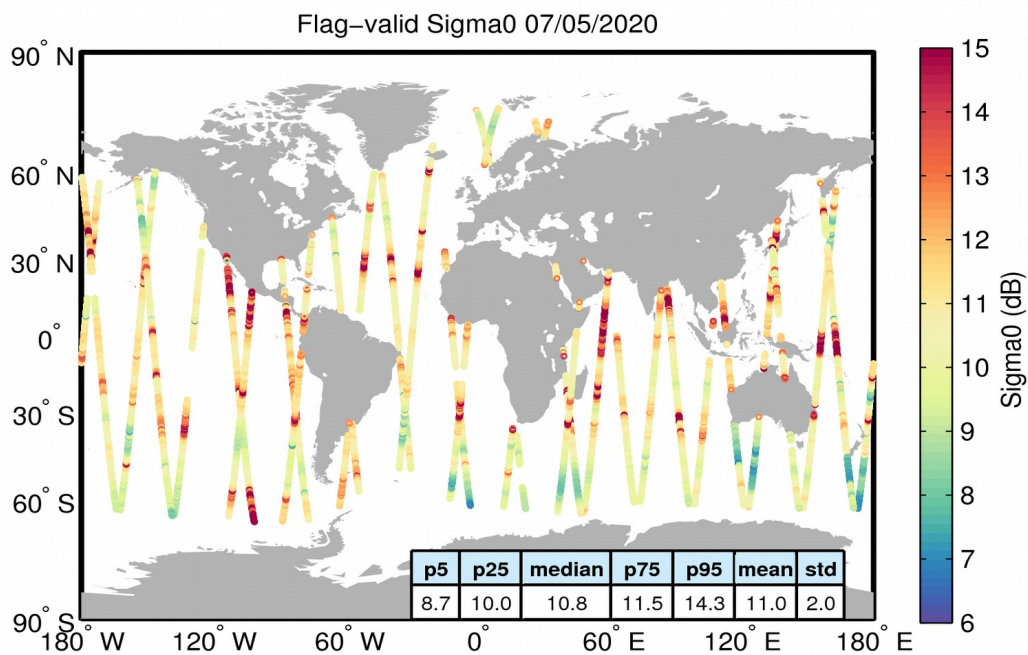 Flag−valid Sigma0 07/05/2020
90° N
60° N
30° N
0°
30° S
60° S
90° S
180° W
120° W
60° W
0°
60° E
120° E
180° E
15
14
13
12
11
10
9
8
7
6
Sigma0 (dB)
p5 p25 median p75 p95 mean std
8.7 10.0 10.8 11.5 14.3 11.0 2.0